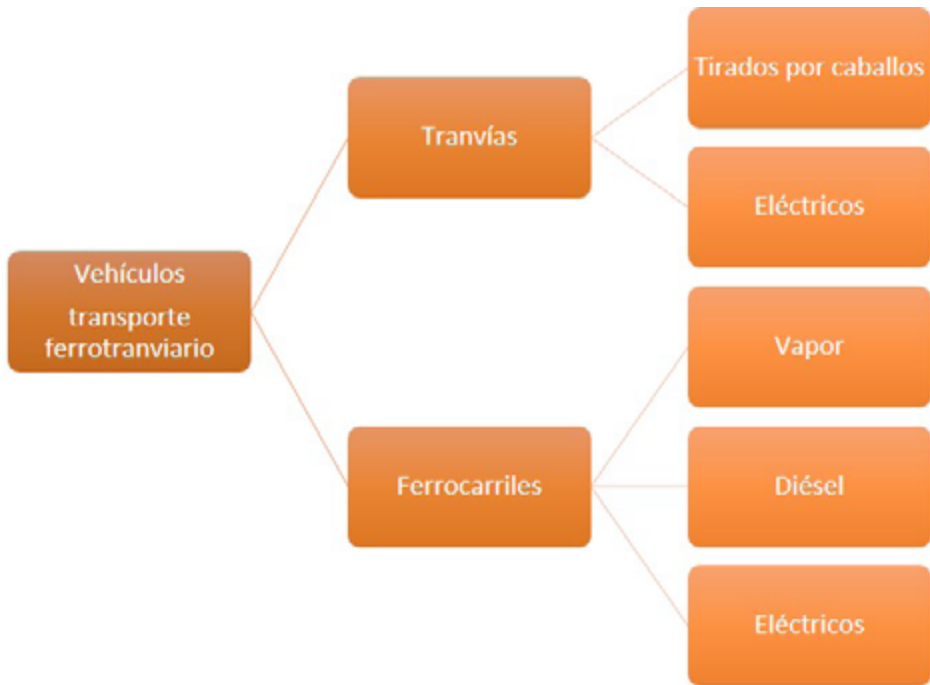 Vehículos
transporte
ferrotranviario
Tranvías
Tirados por caballos
Eléctricos
Ferrocarriles
Vapor
Diésel
Eléctricos